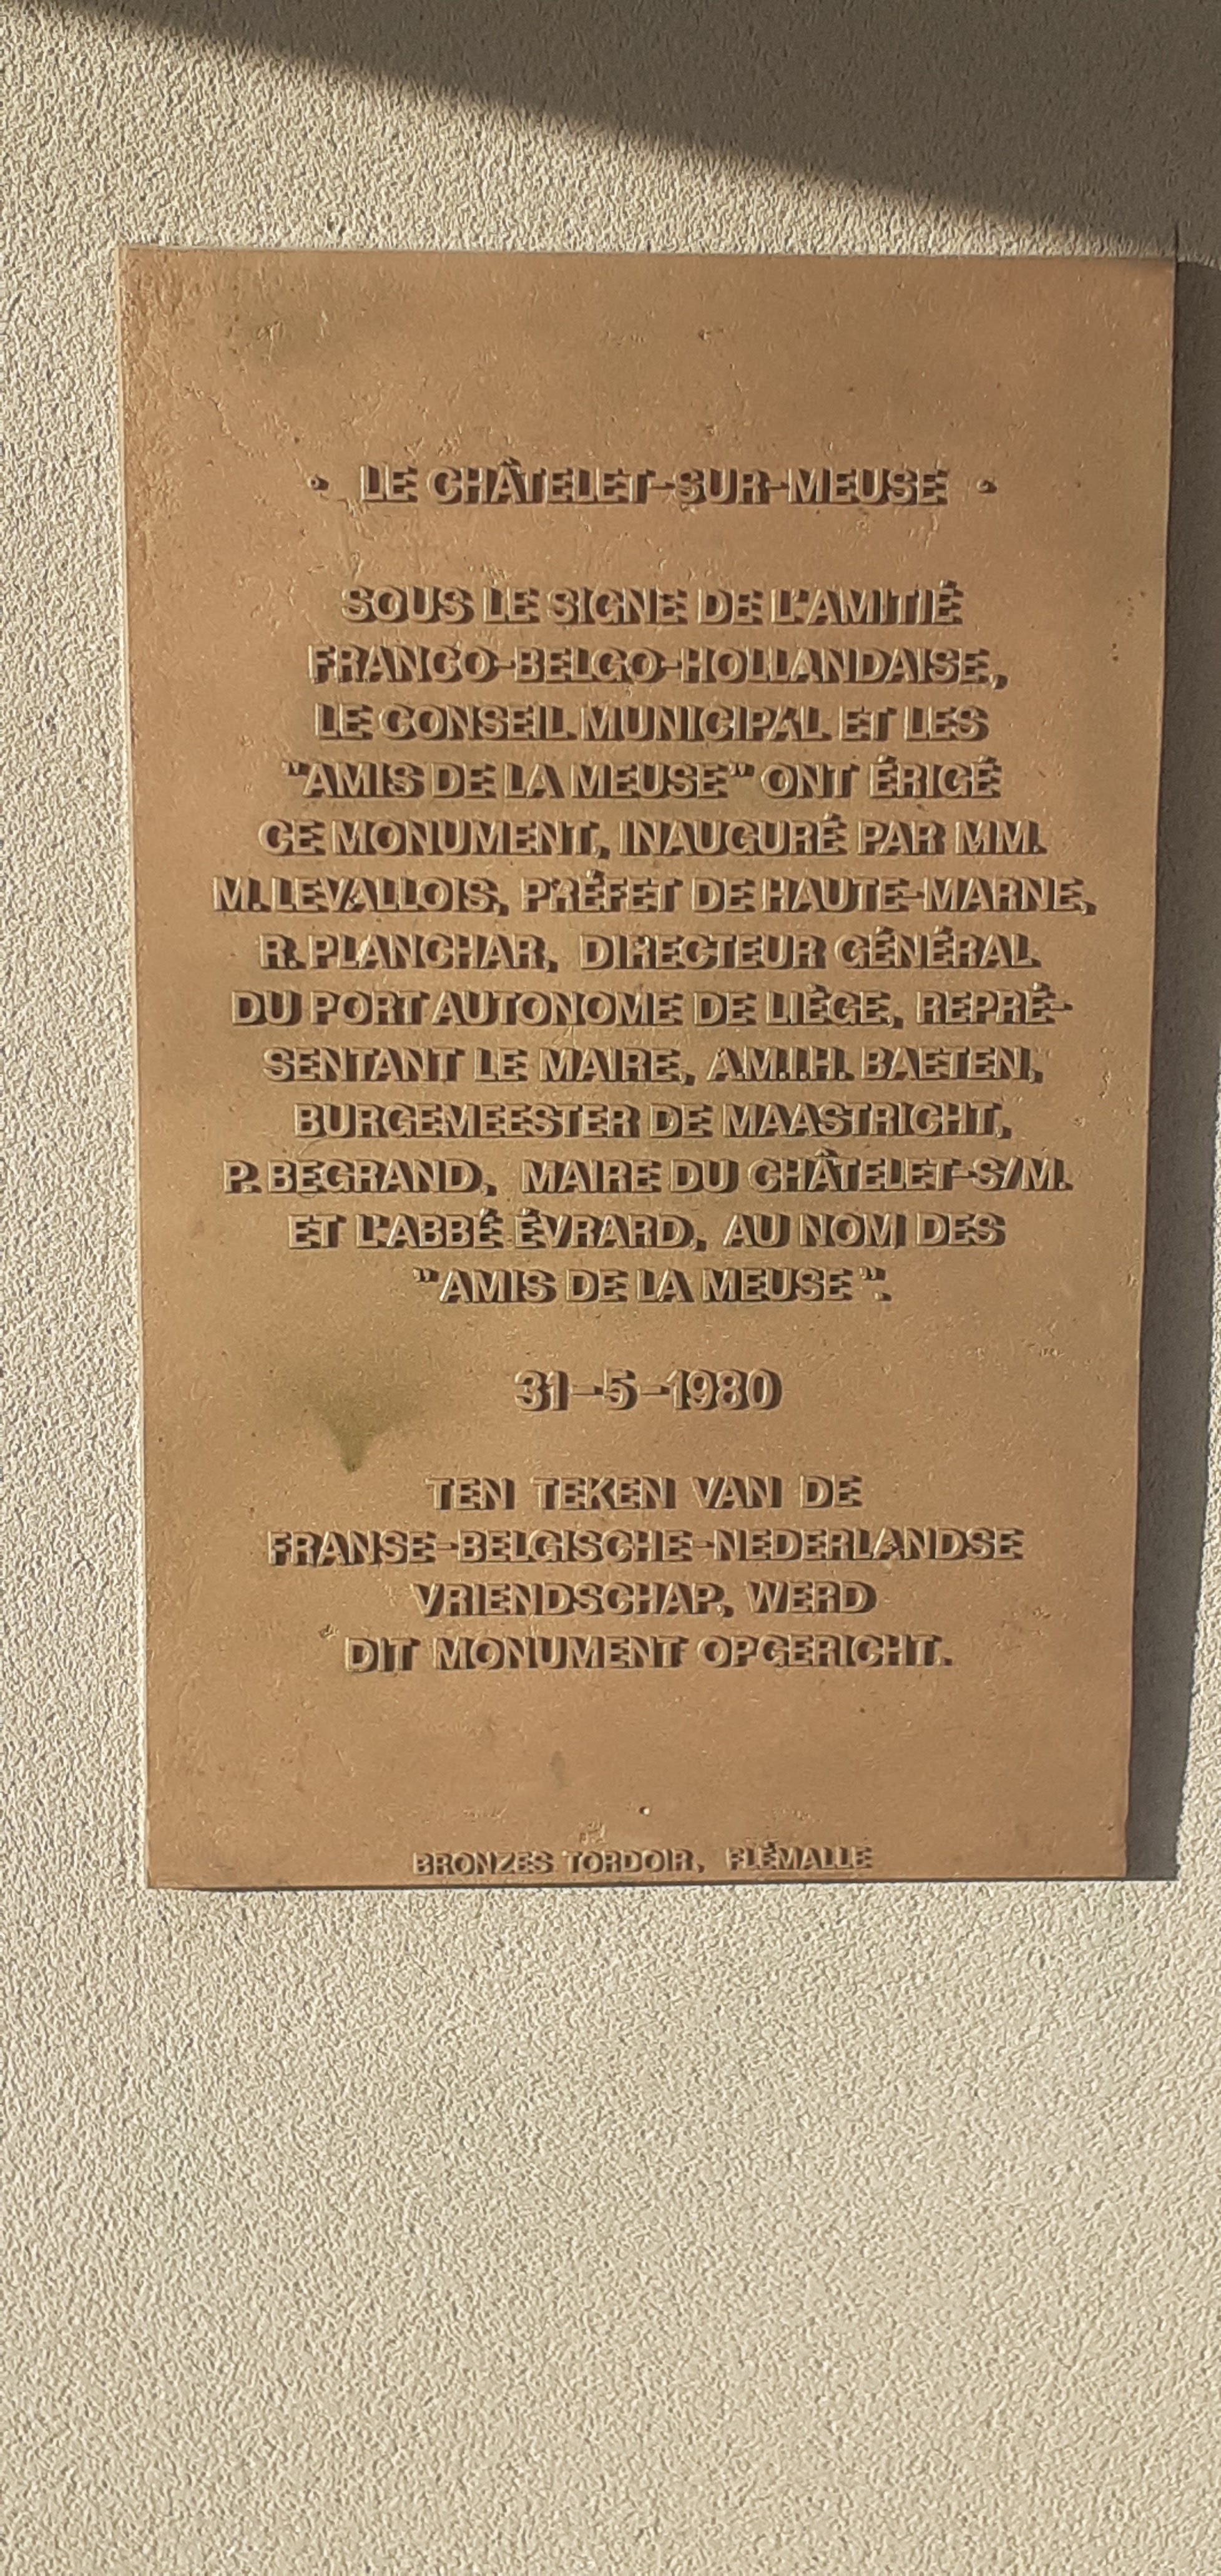 • LE CHÂTELET-SUR-MEUSE •
SOUS LE SIGNE DE L'AMITIÉ
FRANCO-BELGO-HOLLANDAISE,
LE CONSEIL MUNICIPAL ET LES
"AMIS DE LA MEUSE" ONT ÉRIGÉ
CE MONUMENT, INAUGURÉ PAR MM.
M. LEVALLOIS, PRÉFET DE HAUTE-MARNE,
R. PLANCHAR, DIRECTEUR GÉNÉRAL
DU PORT AUTONOME DE LIÈGE, REPRÉ-
SENTANT LE MAIRE, A.M.I.H. BAETEN,
BURGEMEESTER DE MAASTRICHT,
P. BEGRAND, MAIRE DU CHÂTELET-S/M.
ET L'ABBÉ ÉVRARD, AU NOM DES
"AMIS DE LA MEUSE".
31-5-1980
TEN TEKEN VAN DE
FRANSE-BELGISCHE-NEDERLANDSE
VRIENDSCHAP, WERD
DIT MONUMENT OPGERICHT.
BRONZES TORDOIR, FLÉMALLE